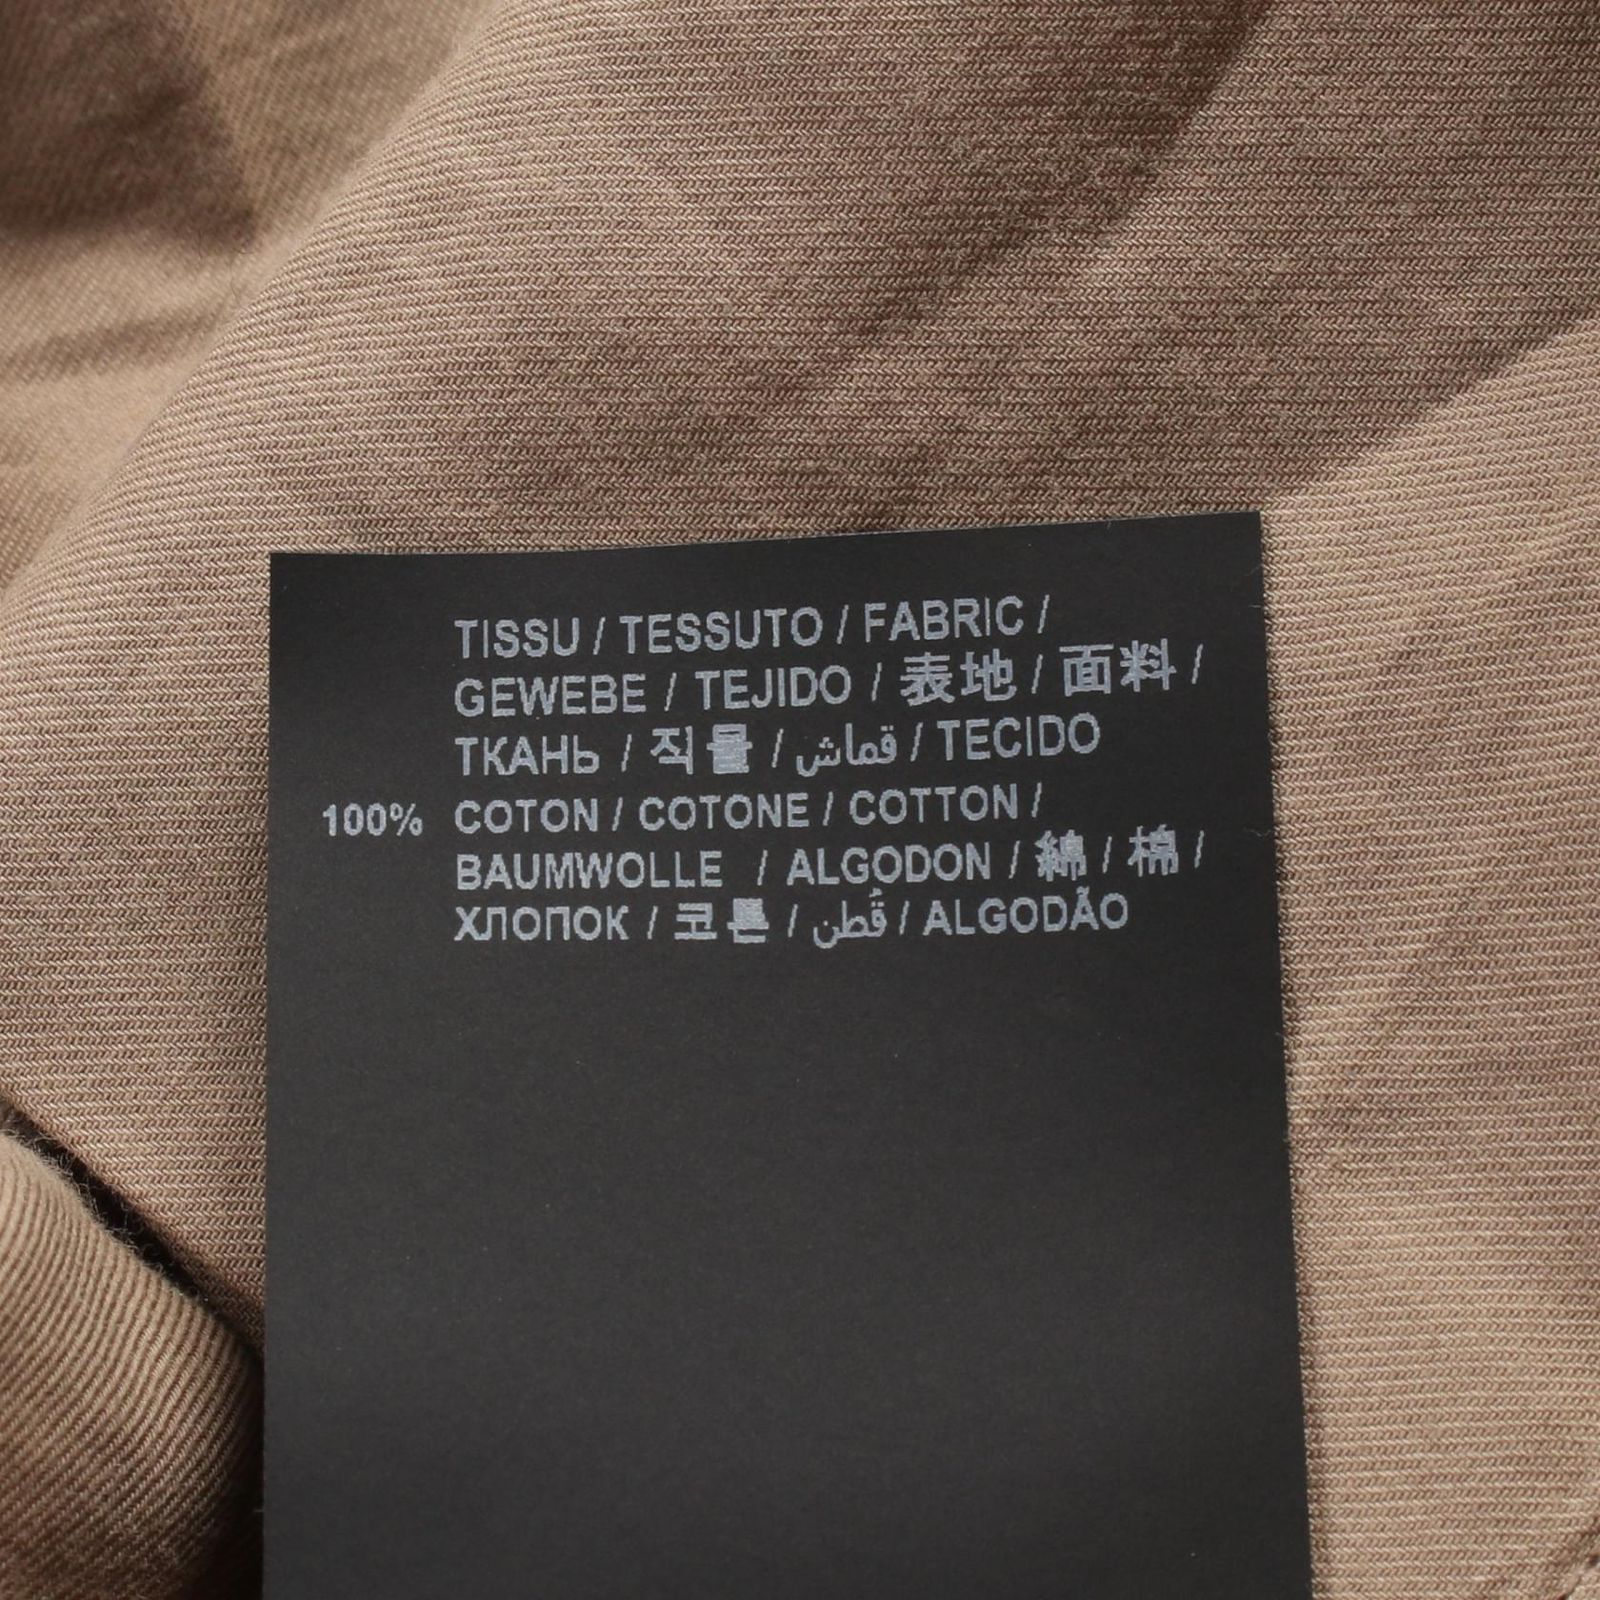 TISSU / TESSUTO / FABRIC /
GEWEBE / TEJIDO / 表地 / 面料 /
ТКАНЬ / 직물 / قماش / TECIDO
100% COTON / COTONE / COTTON /
BAUMWOLLE / ALGODON / 綿 / 棉 /
ХЛОПОК / 코튼 / قُطن / ALGODÃO